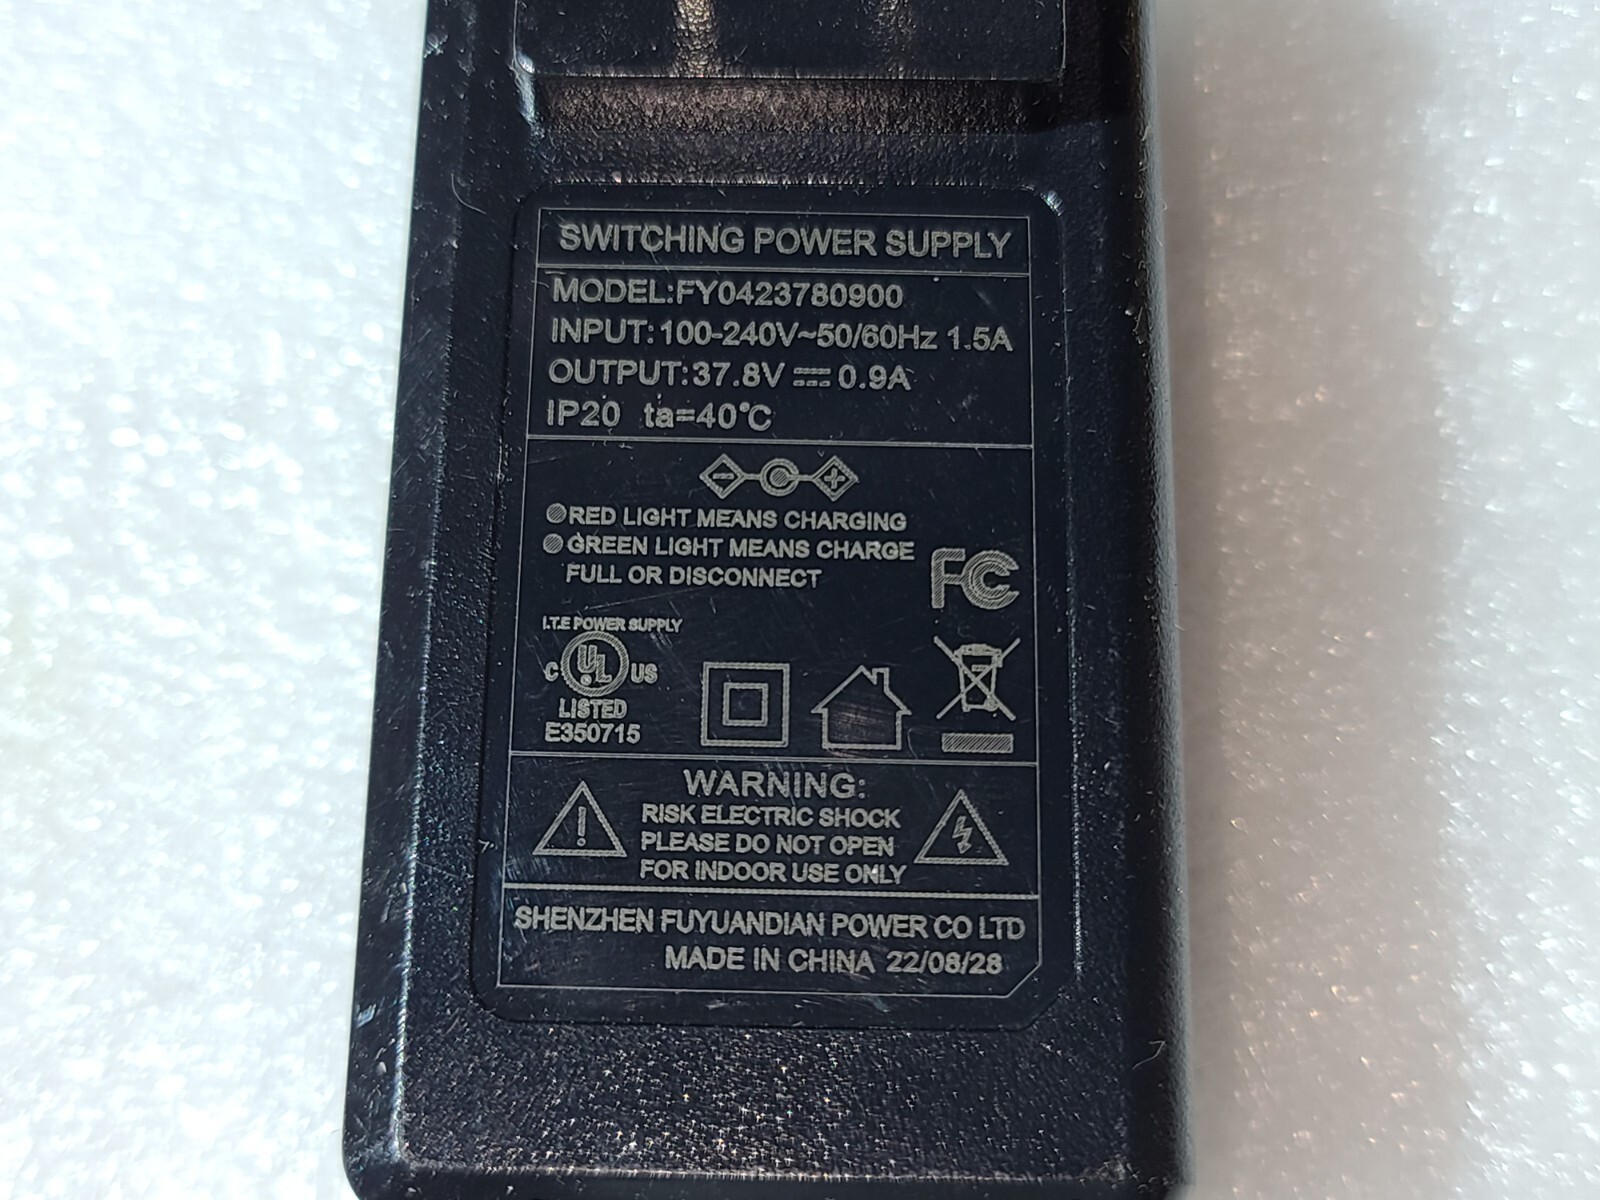 SWITCHING POWER SUPPLY
MODEL:FY0423780900
INPUT:100-240V~50/60Hz 1.5A
OUTPUT:37.8V ⎓ 0.9A
IP20 ta=40℃
RED LIGHT MEANS CHARGING
GREEN LIGHT MEANS CHARGE
FULL OR DISCONNECT
FC
I.T.E POWER SUPPLY
C UL US
LISTED
E350715
WARNING:
RISK ELECTRIC SHOCK
PLEASE DO NOT OPEN
FOR INDOOR USE ONLY
SHENZHEN FUYUANDIAN POWER CO LTD
MADE IN CHINA 22/08/28